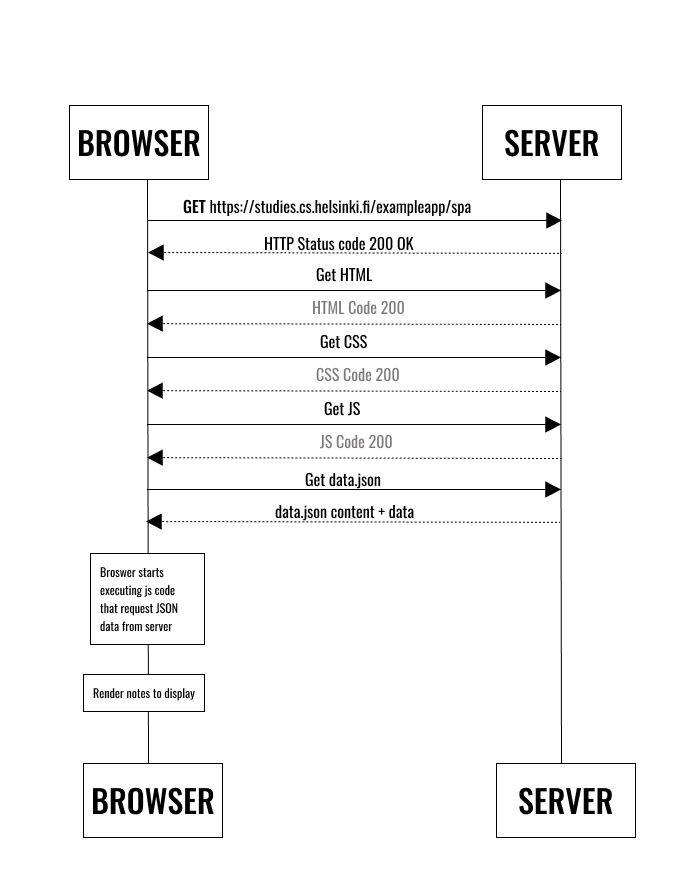 BROWSER
SERVER
GET https://studies.cs.helsinki.fi/exampleapp/spa
HTTP Status code 200 OK
Get HTML
HTML Code 200
Get CSS
CSS Code 200
Get JS
JS Code 200
Get data.json
data.json content + data
Broswer starts
executing js code
that request JSON
data from server
Render notes to display
BROWSER
SERVER